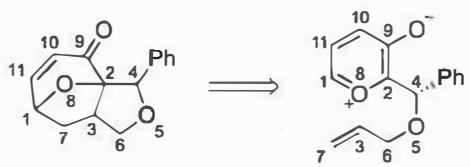 O Ph O⁻
9 10 9
10 2 4 11
11 O O 8 4 Ph
8 5 1 O 2
1 3 +
7 6 O 5
7 3 6